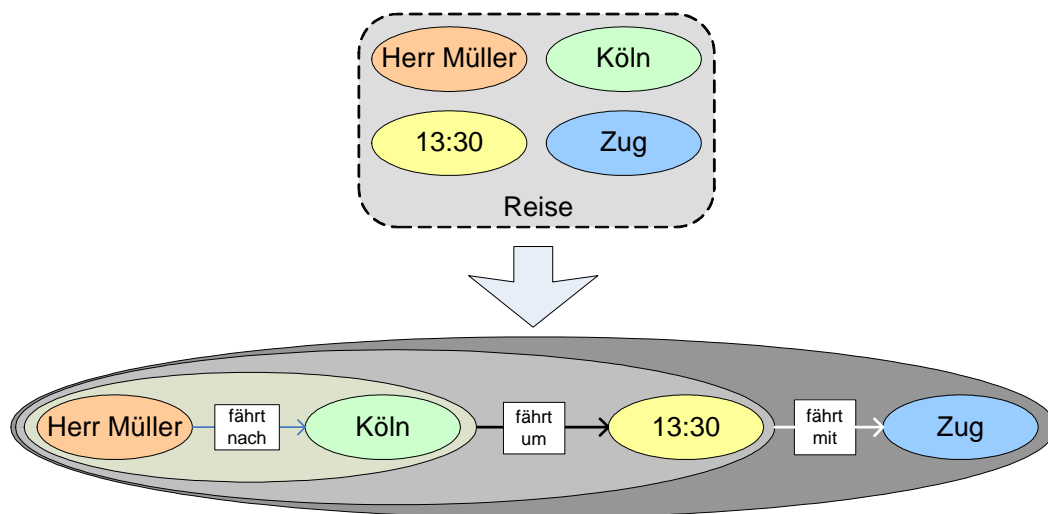 Herr Müller
Köln
13:30
Zug
Reise
Herr Müller
fährt
nach
Köln
fährt
um
13:30
fährt
mit
Zug